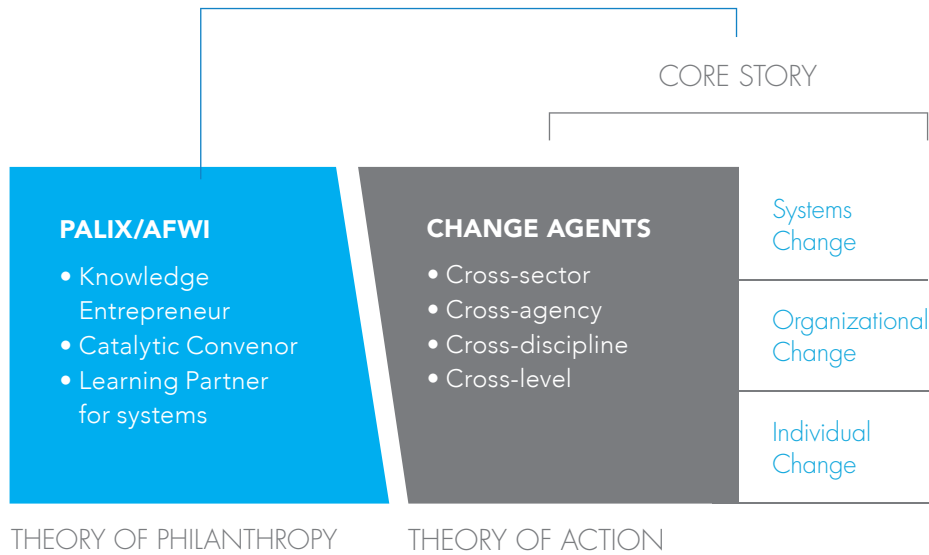 CORE STORY
PALIX/AFWI
• Knowledge
Entrepreneur
• Catalytic Convenor
• Learning Partner
for systems
CHANGE AGENTS
• Cross-sector
• Cross-agency
• Cross-discipline
• Cross-level
Systems
Change
Organizational
Change
Individual
Change
THEORY OF PHILANTHROPY
THEORY OF ACTION